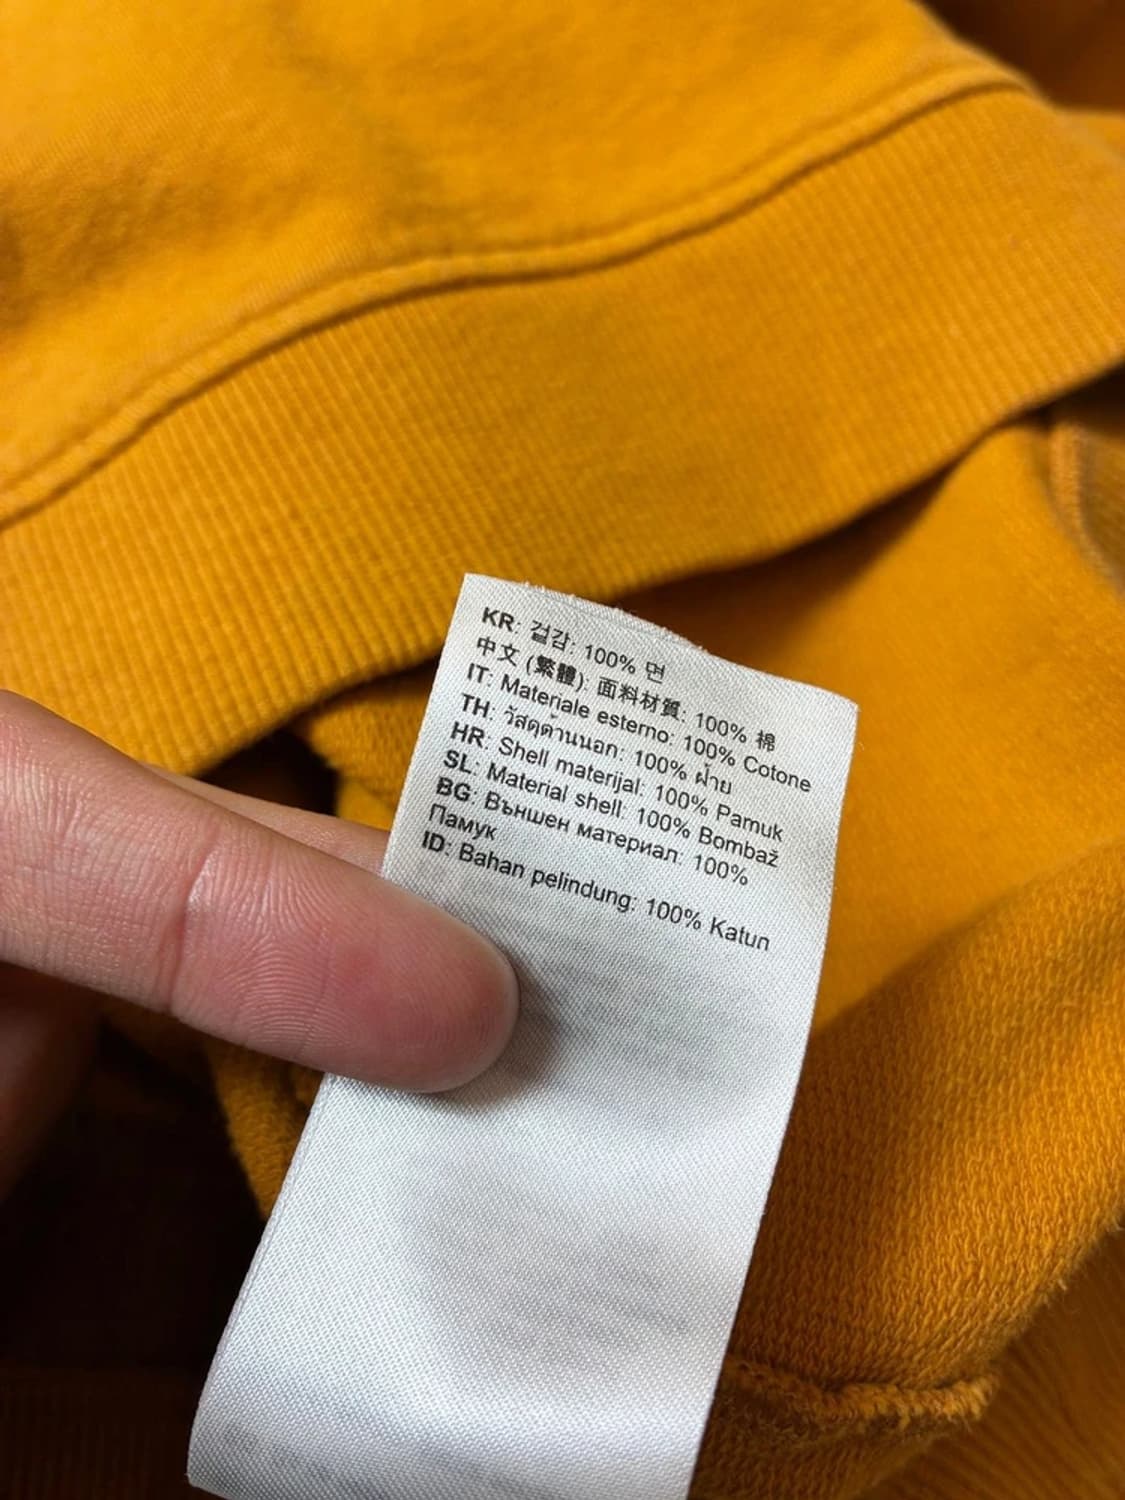 KR: 겉감: 100% 면
中文 (繁體): 面料材質: 100% 棉
IT: Materiale esterno: 100% Cotone
TH: วัสดุด้านนอก: 100% ฝ้าย
HR: Shell materijal: 100% Pamuk
SL: Material shell: 100% Bombaž
BG: Външен материал: 100%
Памук
ID: Bahan pelindung: 100% Katun